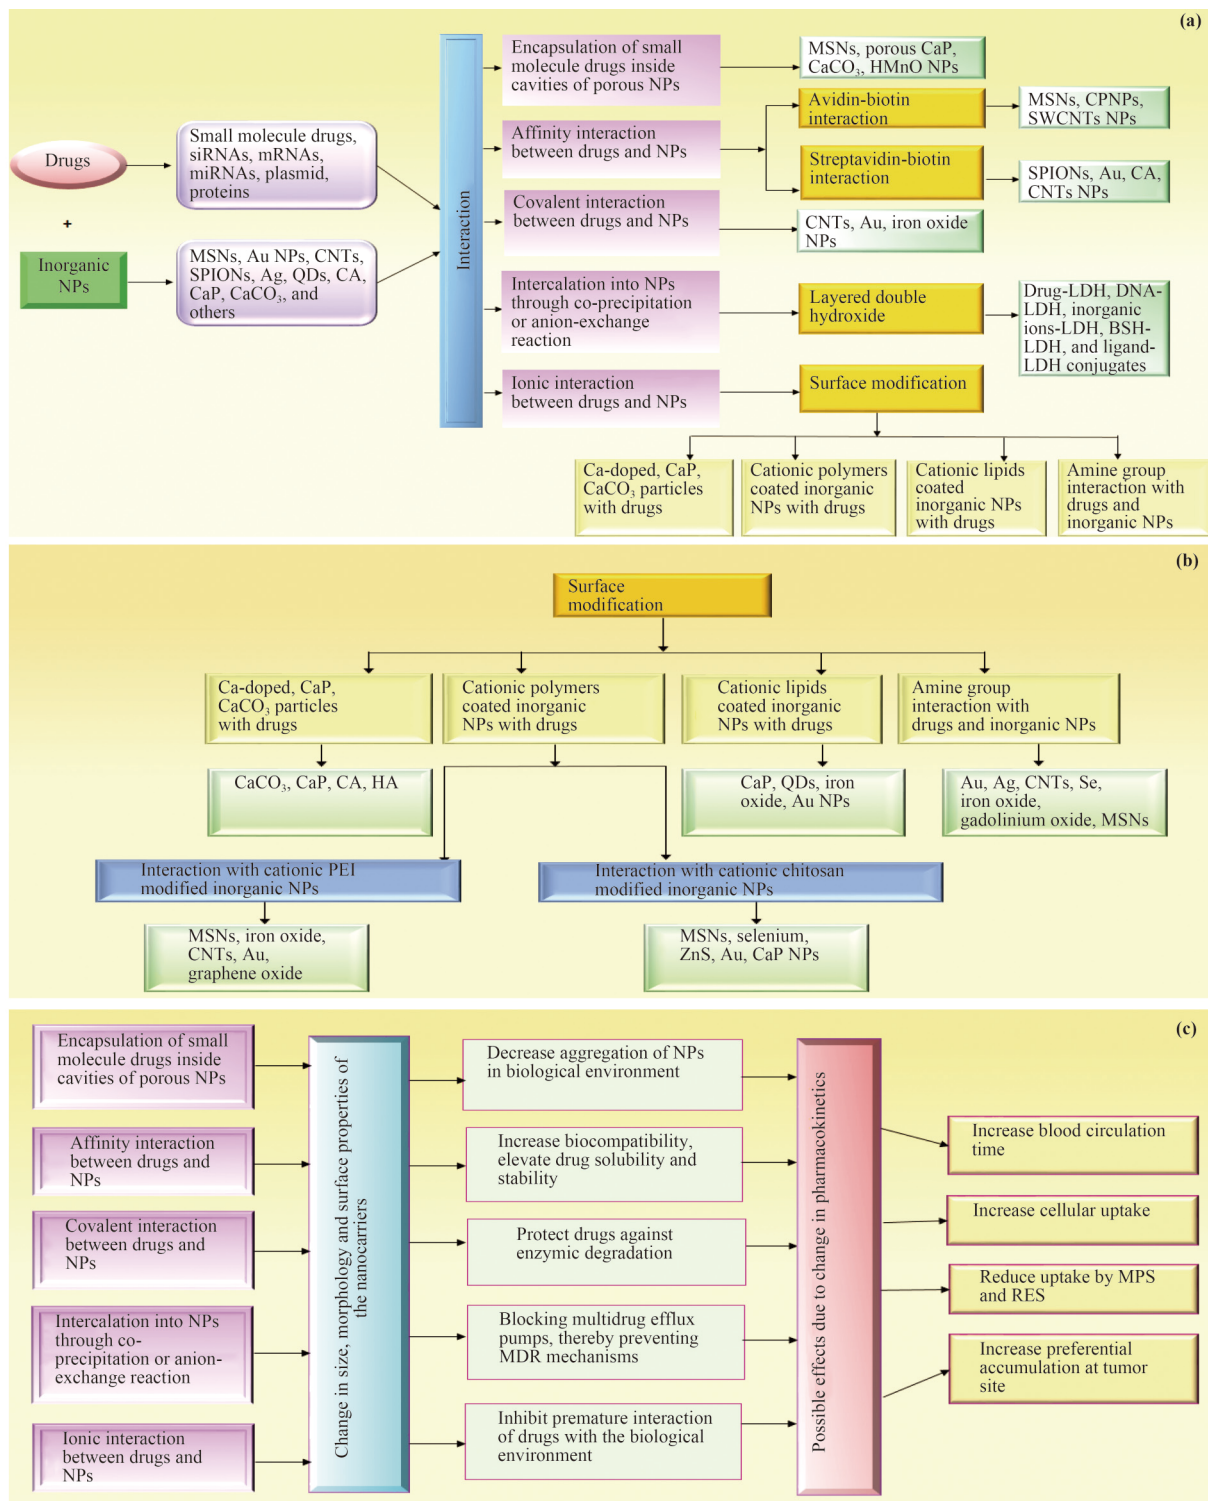 (a)
Drugs
+
Inorganic
NPs
Small molecule drugs,
siRNAs, mRNAs,
miRNAs, plasmid,
proteins
MSNs, Au NPs, CNTs,
SPIONs, Ag, QDs, CA,
CaP, CaCO₃, and
others
Interaction
Encapsulation of small
molecule drugs inside
cavities of porous NPs
MSNs, porous CaP,
CaCO₃, HMnO NPs
Affinity interaction
between drugs and NPs
Avidin-biotin
interaction
MSNs, CPNPs,
SWCNTs NPs
Streptavidin-biotin
interaction
SPIONs, Au, CA,
CNTs NPs
Covalent interaction
between drugs and NPs
CNTs, Au, iron oxide
NPs
Intercalation into NPs
through co-precipitation
or anion-exchange
reaction
Layered double
hydroxide
Drug-LDH, DNA-
LDH, inorganic
ions-LDH, BSH-
LDH, and ligand-
LDH conjugates
Ionic interaction
between drugs and NPs
Surface modification
Ca-doped, CaP,
CaCO₃ particles
with drugs
Cationic polymers
coated inorganic
NPs with drugs
Cationic lipids
coated
inorganic NPs
with drugs
Amine group
interaction with
drugs and
inorganic NPs
(b)
Surface
modification
Ca-doped, CaP,
CaCO₃ particles
with drugs
Cationic polymers
coated inorganic
NPs with drugs
Cationic lipids
coated inorganic
NPs with drugs
Amine group
interaction with
drugs and inorganic NPs
CaCO₃, CaP, CA, HA
CaP, QDs, iron
oxide, Au NPs
Au, Ag, CNTs, Se,
iron oxide,
gadolinium oxide, MSNs
Interaction with cationic PEI
modified inorganic NPs
Interaction with cationic chitosan
modified inorganic NPs
MSNs, iron oxide,
CNTs, Au,
graphene oxide
MSNs, selenium,
ZnS, Au, CaP NPs
(c)
Encapsulation of small
molecule drugs inside
cavities of porous NPs
Affinity interaction
between drugs and
NPs
Covalent interaction
between drugs and
NPs
Intercalation into NPs
through co-
precipitation or anion-
exchange reaction
Ionic interaction
between drugs and
NPs
Change in size, morphology and surface properties of
the nanocarriers
Decrease aggregation of NPs
in biological environment
Increase biocompatibility,
elevate drug solubility and
stability
Protect drugs against
enzymic degradation
Blocking multidrug efflux
pumps, thereby preventing
MDR mechanisms
Inhibit premature interaction
of drugs with the biological
environment
Possible effects due to change in pharmacokinetics
Increase blood circulation
time
Increase cellular uptake
Reduce uptake by MPS
and RES
Increase preferential
accumulation at tumor
site